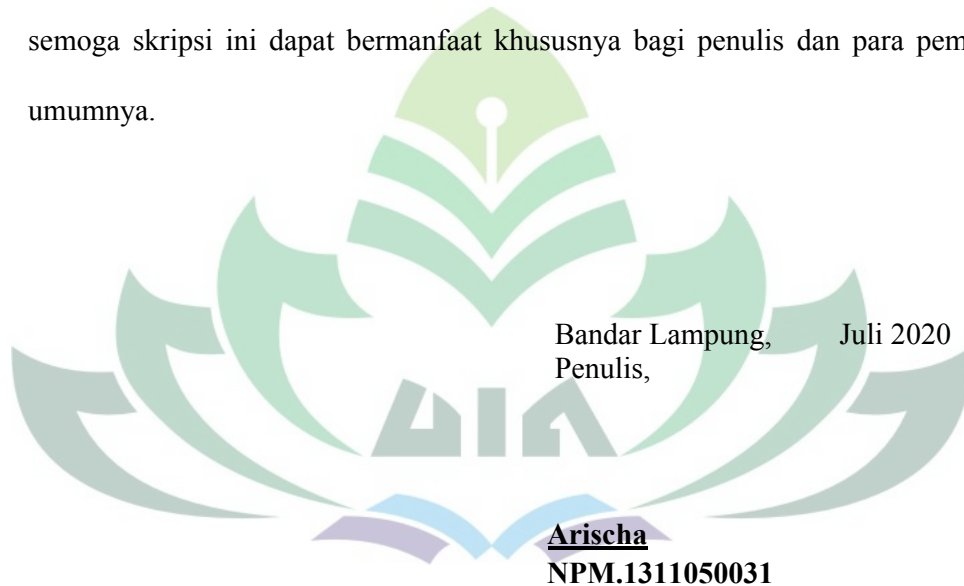 semoga skripsi ini dapat bermanfaat khususnya bagi penulis dan para pem
umumnya.
Bandar Lampung, Juli 2020
Penulis,
UIN
Arischa
NPM.1311050031